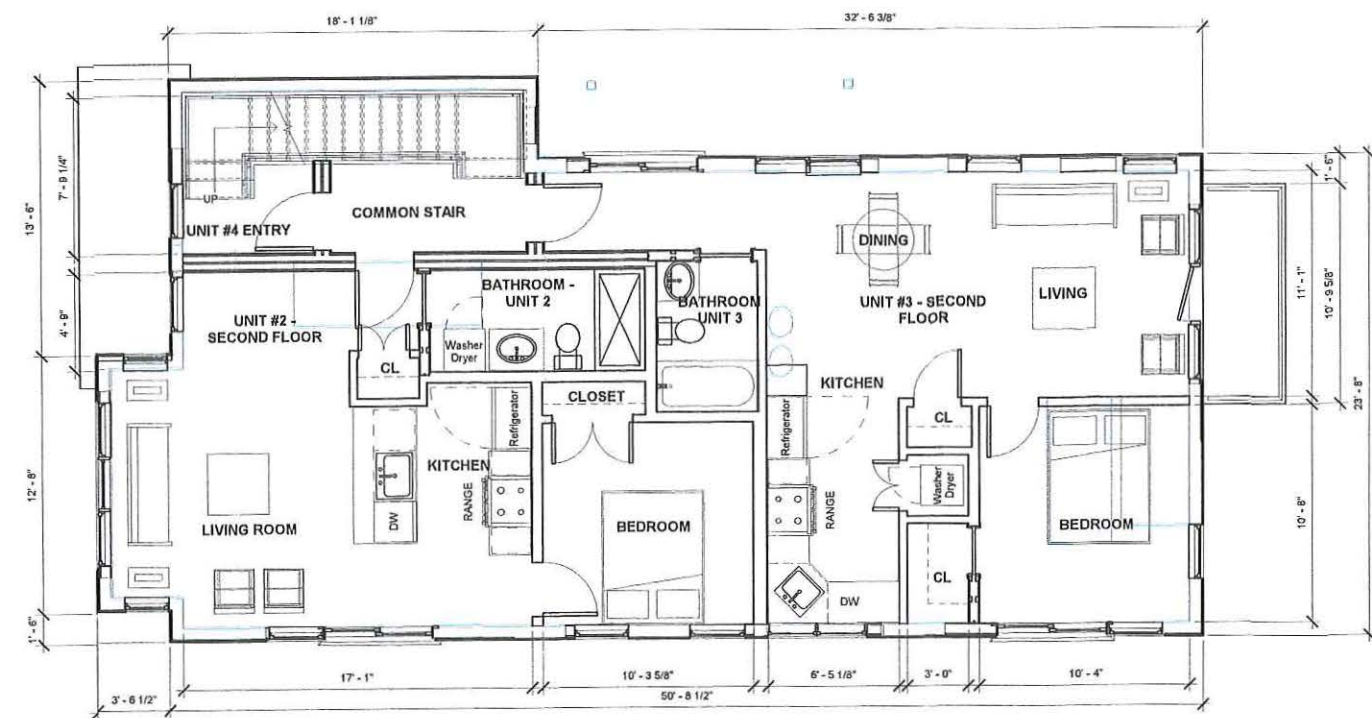 18' - 1 1/8"
32' - 6 3/8"
13' - 6"
7' - 9 1/4"
4' - 9"
12' - 8"
1' - 6"
UP
UNIT #4 ENTRY
COMMON STAIR
UNIT #2 -
SECOND FLOOR
BATHROOM -
UNIT 2
Washer
Dryer
CL
BATHROOM
UNIT 3
DINING
UNIT #3 - SECOND
FLOOR
LIVING
1' - 6"
11' - 1"
10' - 9 5/8"
23' - 8"
10' - 8"
KITCHEN
Refrigerator
RANGE
DW
LIVING ROOM
CLOSET
BEDROOM
KITCHEN
Refrigerator
RANGE
DW
CL
Washer
Dryer
CL
BEDROOM
3' - 6 1/2"
17' - 1"
10' - 3 5/8"
6' - 5 1/8"
3' - 0"
10' - 4"
50' - 8 1/2"